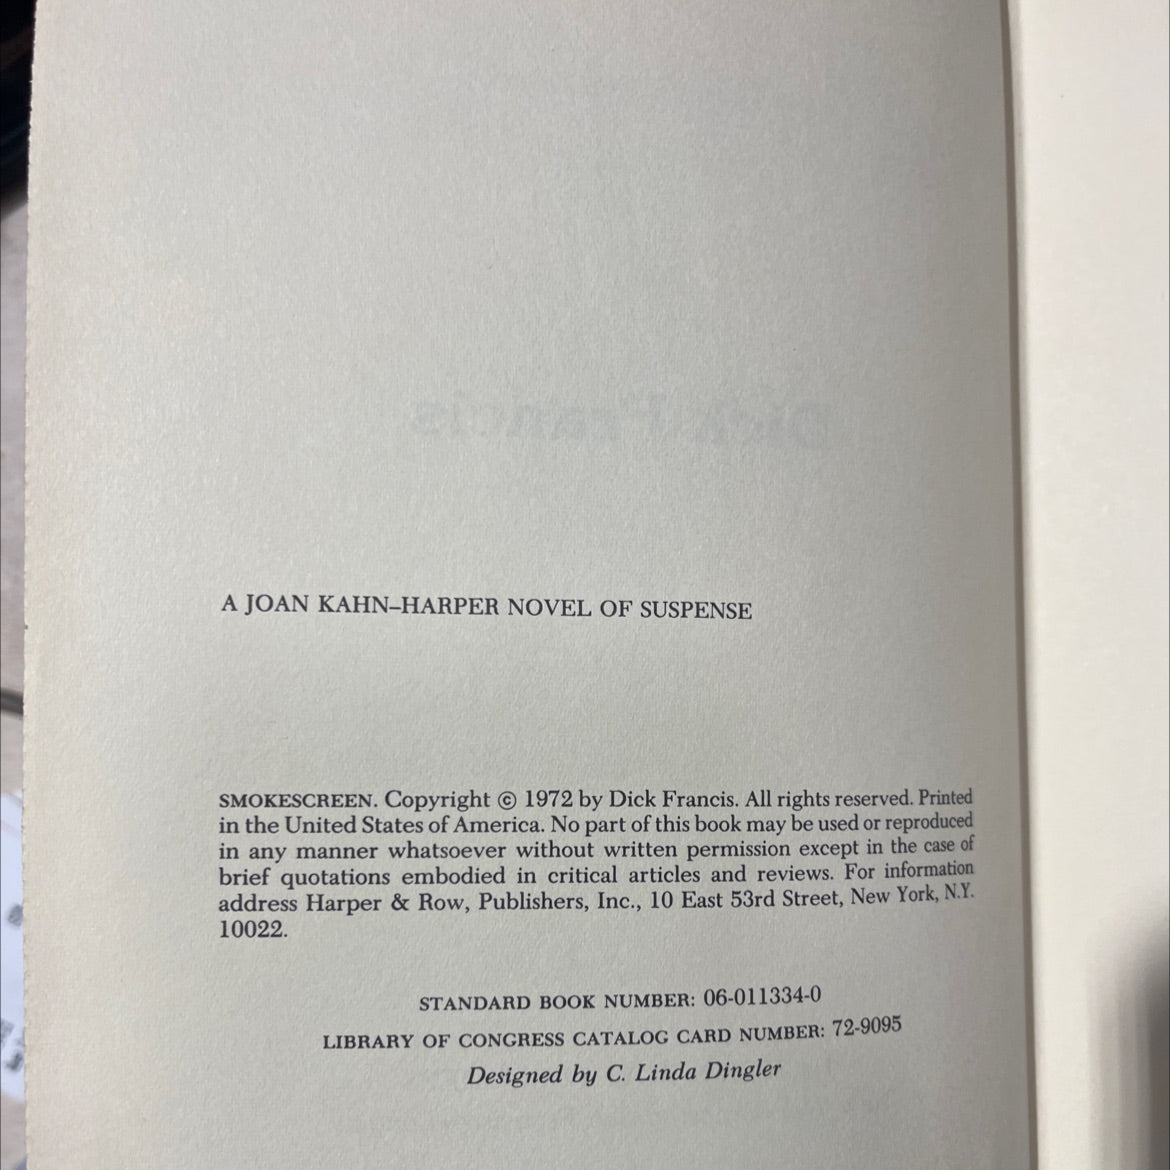 Dick Francis
A JOAN KAHN–HARPER NOVEL OF SUSPENSE
SMOKESCREEN. Copyright © 1972 by Dick Francis. All rights reserved. Printed
in the United States of America. No part of this book may be used or reproduced
in any manner whatsoever without written permission except in the case of
brief quotations embodied in critical articles and reviews. For information
address Harper & Row, Publishers, Inc., 10 East 53rd Street, New York, N.Y.
10022.
STANDARD BOOK NUMBER: 06-011334-0
LIBRARY OF CONGRESS CATALOG CARD NUMBER: 72-9095
Designed by C. Linda Dingler